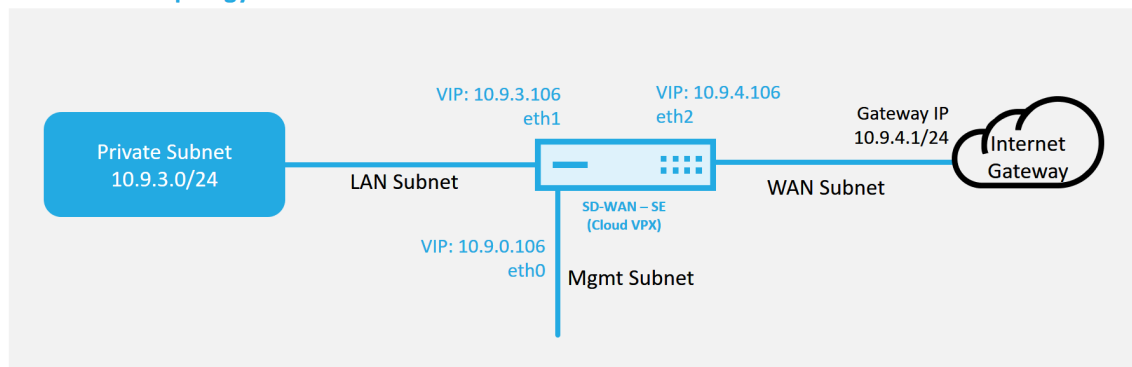 Private Subnet
10.9.3.0/24
LAN Subnet
VIP: 10.9.3.106
eth1
VIP: 10.9.4.106
eth2
SD-WAN – SE
(Cloud VPX)
VIP: 10.9.0.106
eth0
Mgmt Subnet
WAN Subnet
Gateway IP
10.9.4.1/24
Internet
Gateway